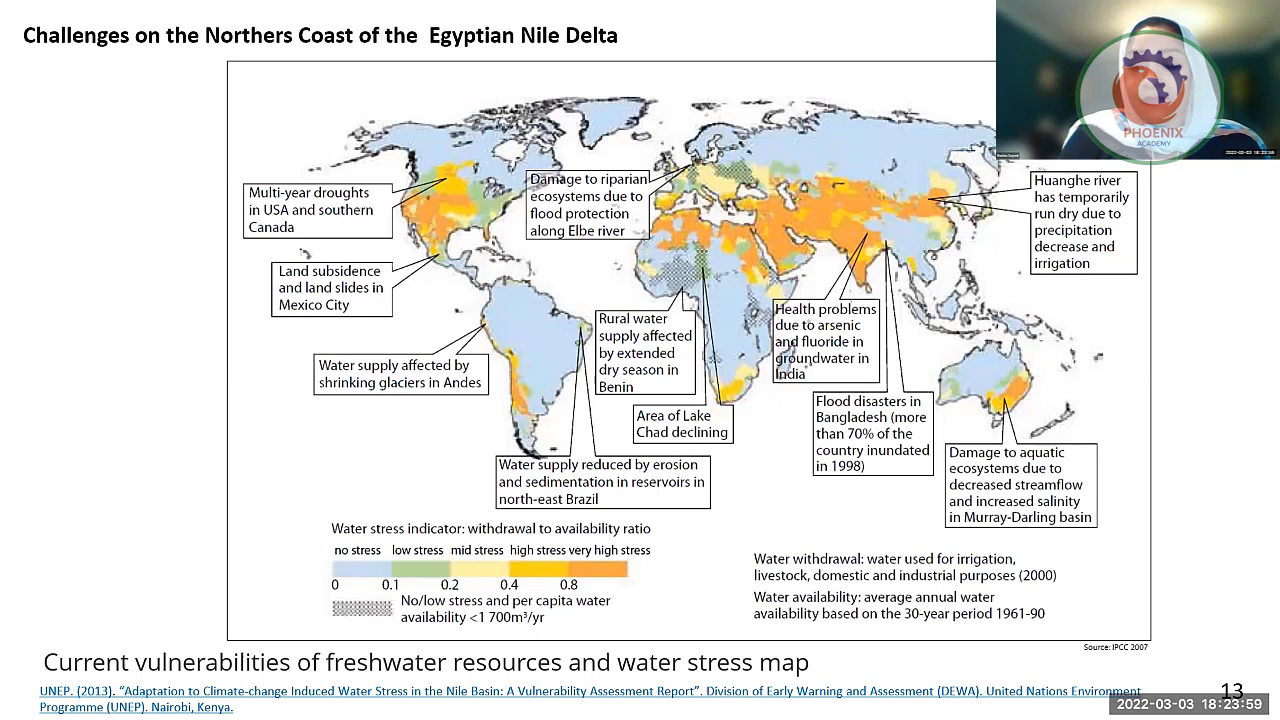 Challenges on the Northers Coast of the Egyptian Nile Delta
PHOENIX
ACADEMY
2022-03-03 18:23:59
Multi-year droughts
in USA and southern
Canada
Damage to riparian
ecosystems due to
flood protection
along Elbe river
Huanghe river
has temporarily
run dry due to
precipitation
decrease and
irrigation
Land subsidence
and land slides in
Mexico City
Rural water
supply affected
by extended
dry season in
Benin
Health problems
due to arsenic
and fluoride in
groundwater in
India
Water supply affected by
shrinking glaciers in Andes
Area of Lake
Chad declining
Flood disasters in
Bangladesh (more
than 70% of the
country inundated
in 1998)
Damage to aquatic
ecosystems due to
decreased streamflow
and increased salinity
in Murray-Darling basin
Water supply reduced by erosion
and sedimentation in reservoirs in
north-east Brazil
Water stress indicator: withdrawal to availability ratio
no stress low stress mid stress high stress very high stress
0 0.1 0.2 0.4 0.8
No/low stress and per capita water
availability <1 700m³/yr
Water withdrawal: water used for irrigation,
livestock, domestic and industrial purposes (2000)
Water availability: average annual water
availability based on the 30-year period 1961-90
Source: IPCC 2007
Current vulnerabilities of freshwater resources and water stress map
UNEP. (2013). “Adaptation to Climate-change Induced Water Stress in the Nile Basin: A Vulnerability Assessment Report”. Division of Early Warning and Assessment (DEWA). United Nations Environment
Programme (UNEP). Nairobi, Kenya.
13
2022-03-03 18:23:59